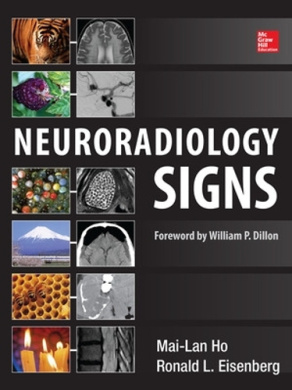 Mc
Graw
Hill
Education
NEURORADIOLOGY
SIGNS
Foreword by William P. Dillon
Mai-Lan Ho
Ronald L. Eisenberg